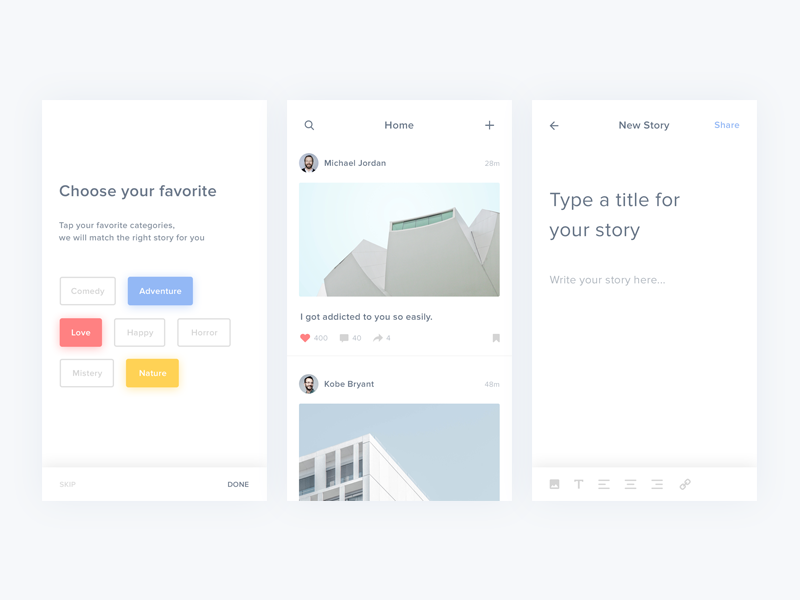 Choose your favorite
Tap your favorite categories,
we will match the right story for you
Comedy
Adventure
Love
Happy
Horror
Mistery
Nature
SKIP
DONE
Home
Michael Jordan
28m
I got addicted to you so easily.
400
40
4
Kobe Bryant
48m
New Story
Share
Type a title for
your story
Write your story here...